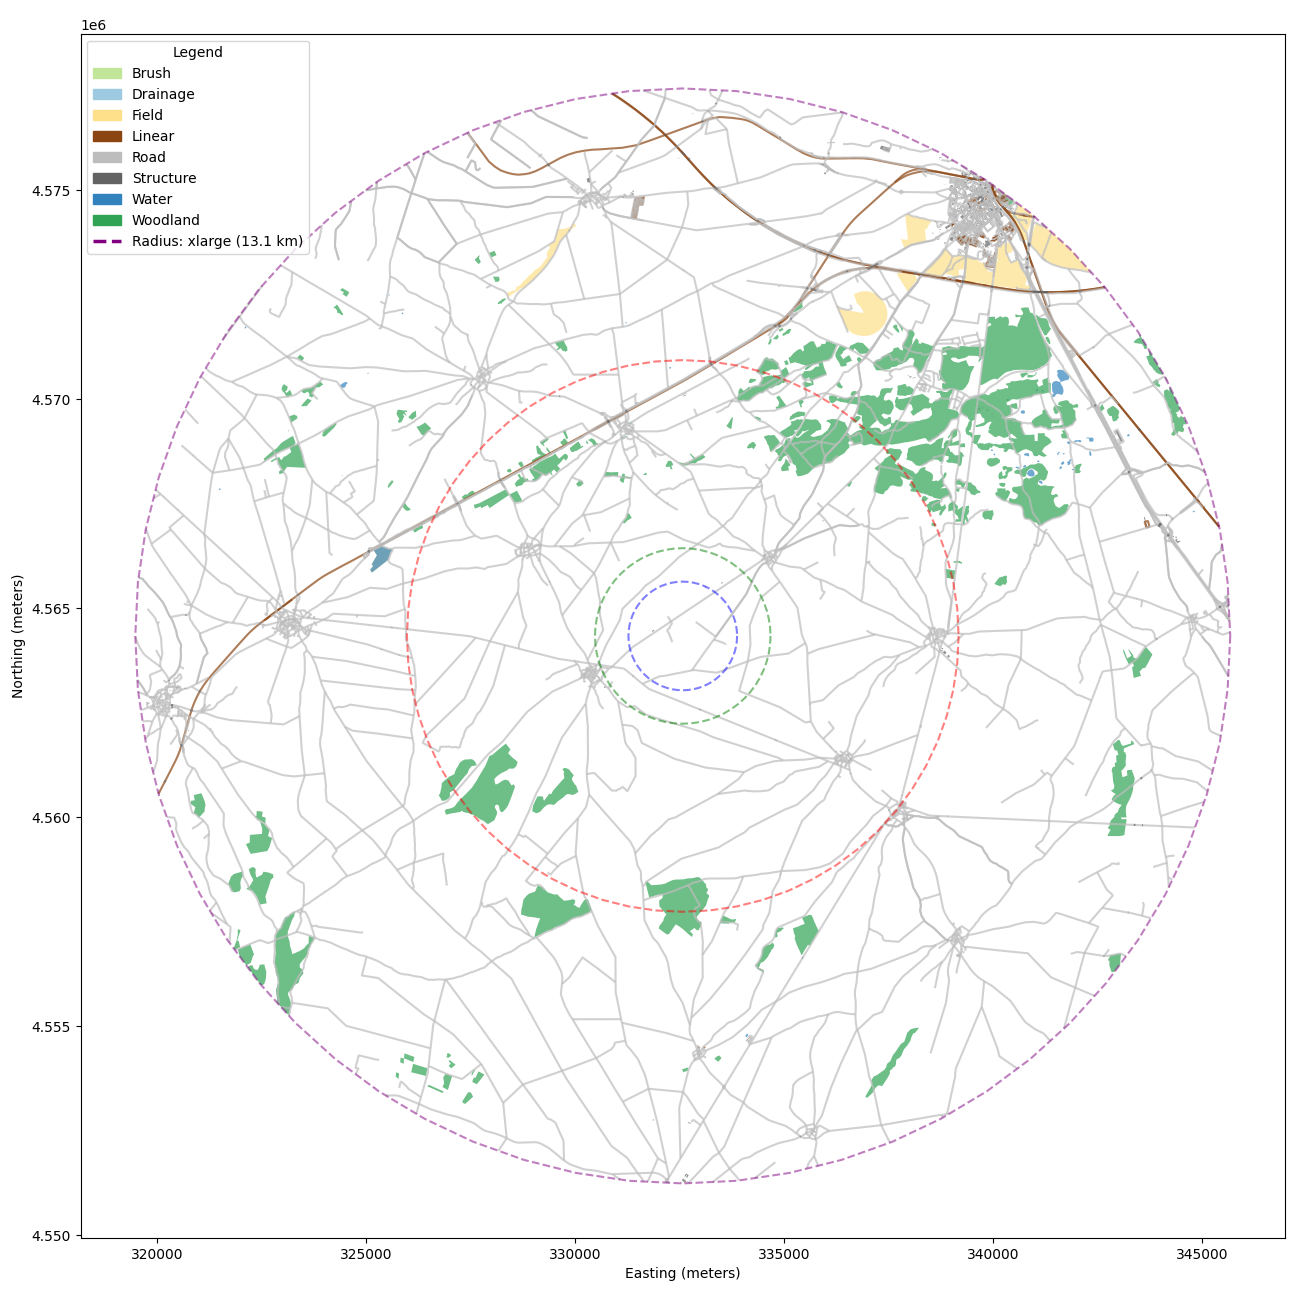 1e6
Legend
Brush
Drainage
Field
Linear
Road
Structure
Water
Woodland
Radius: xlarge (13.1 km)
4.575
4.570
4.565
4.560
4.555
4.550
Northing (meters)
320000 325000 330000 335000 340000 345000
Easting (meters)